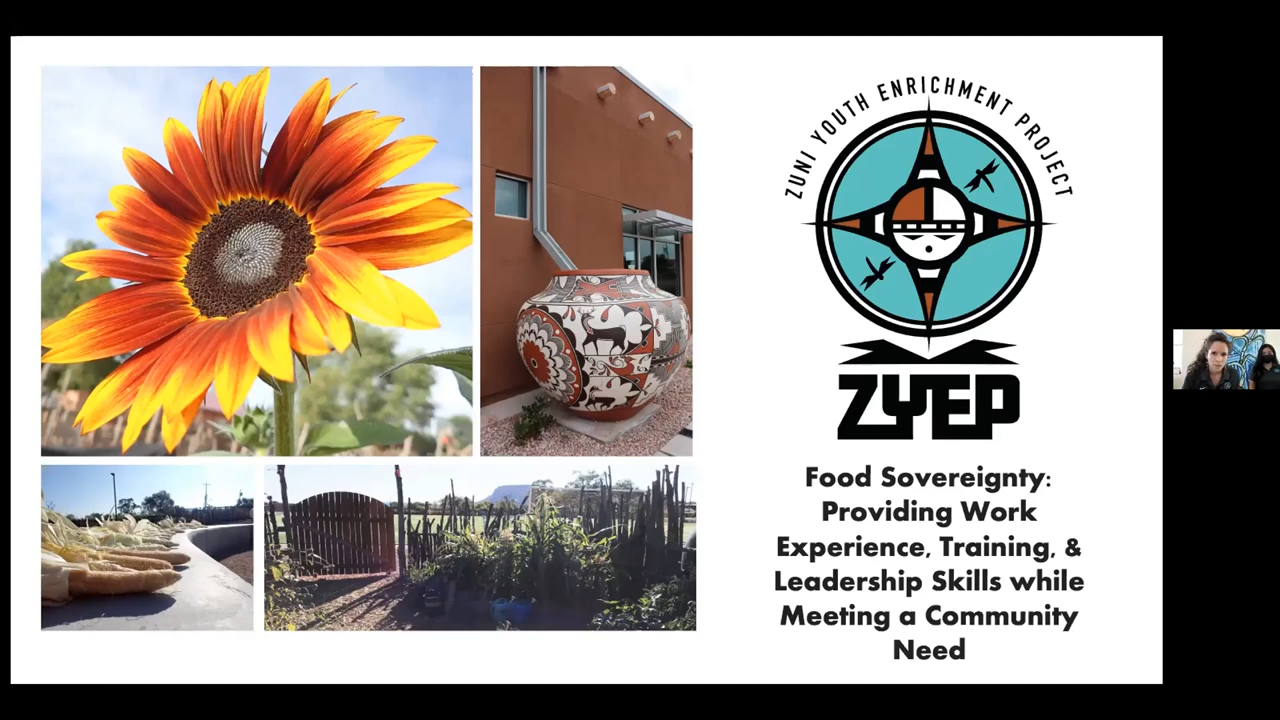 ZUNI YOUTH ENRICHMENT PROJECT
ZYEP
Food Sovereignty:
Providing Work
Experience, Training, &
Leadership Skills while
Meeting a Community
Need